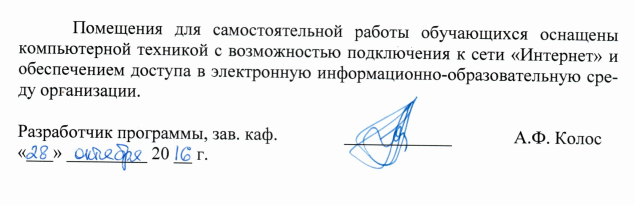 Помещения для самостоятельной работы обучающихся оснащены
компьютерной техникой с возможностью подключения к сети «Интернет» и
обеспечением доступа в электронную информационно-образовательную сре-
ду организации.
Разработчик программы, зав. каф. А.Ф. Колос
«28» октября 2016 г.